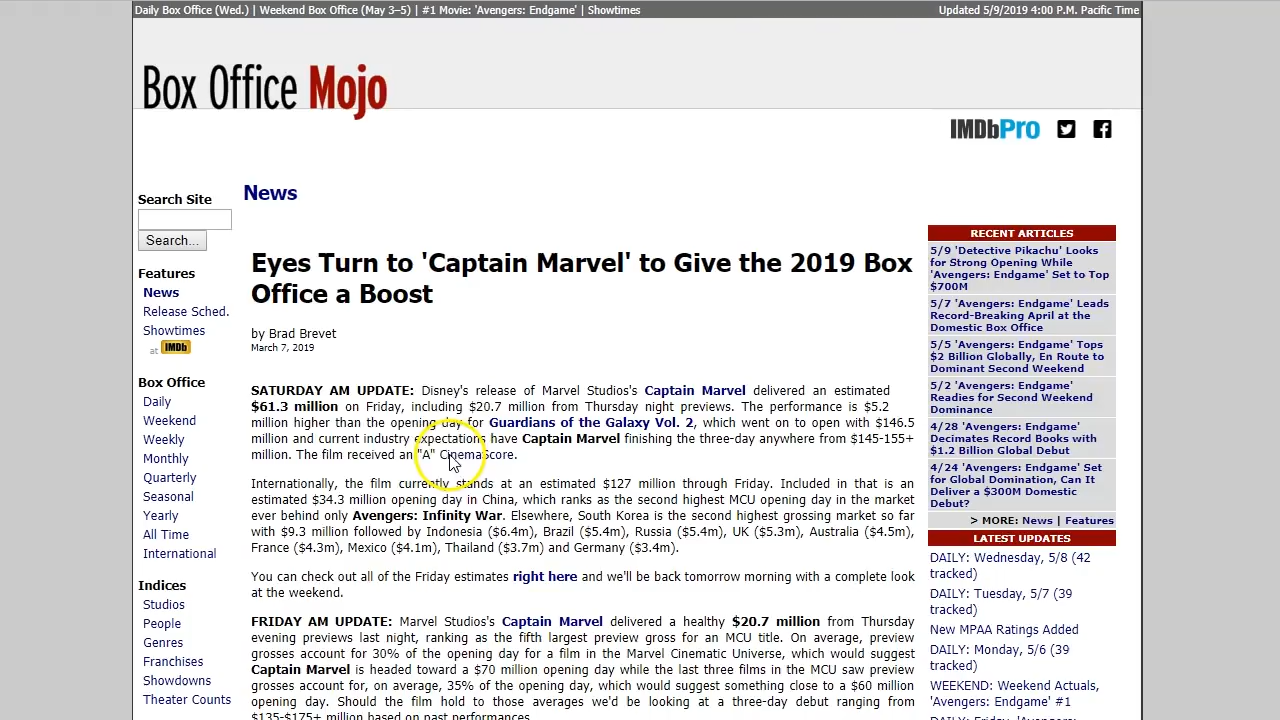 Daily Box Office (Wed.) | Weekend Box Office (May 3–5) | #1 Movie: 'Avengers: Endgame' | Showtimes
Updated 5/9/2019 4:00 P.M. Pacific Time
Box Office Mojo
IMDbPro
News
Search Site
Search...
Features
News
Release Sched.
Showtimes
at IMDb
Box Office
Daily
Weekend
Weekly
Monthly
Quarterly
Seasonal
Yearly
All Time
International
Indices
Studios
People
Genres
Franchises
Showdowns
Theater Counts
Eyes Turn to 'Captain Marvel' to Give the 2019 Box
Office a Boost
by Brad Brevet
March 7, 2019
SATURDAY AM UPDATE: Disney's release of Marvel Studios's Captain Marvel delivered an estimated
$61.3 million on Friday, including $20.7 million from Thursday night previews. The performance is $5.2
million higher than the opening day for Guardians of the Galaxy Vol. 2, which went on to open with $146.5
million and current industry expectations have Captain Marvel finishing the three-day anywhere from $145-155+
million. The film received an "A" CinemaScore.
Internationally, the film currently stands at an estimated $127 million through Friday. Included in that is an
estimated $34.3 million opening day in China, which ranks as the second highest MCU opening day in the market
ever behind only Avengers: Infinity War. Elsewhere, South Korea is the second highest grossing market so far
with $9.3 million followed by Indonesia ($6.4m), Brazil ($5.4m), Russia ($5.4m), UK ($5.3m), Australia ($4.5m),
France ($4.3m), Mexico ($4.1m), Thailand ($3.7m) and Germany ($3.4m).
You can check out all of the Friday estimates right here and we'll be back tomorrow morning with a complete look
at the weekend.
FRIDAY AM UPDATE: Marvel Studios's Captain Marvel delivered a healthy $20.7 million from Thursday
evening previews last night, ranking as the fifth largest preview gross for an MCU title. On average, preview
grosses account for 30% of the opening day for a film in the Marvel Cinematic Universe, which would suggest
Captain Marvel is headed toward a $70 million opening day while the last three films in the MCU saw preview
grosses account for, on average, 35% of the opening day, which would suggest something close to a $60 million
opening day. Should the film hold to those averages we'd be looking at a three-day debut ranging from
$135-$175+ million based on past performances.
RECENT ARTICLES
5/9 'Detective Pikachu' Looks
for Strong Opening While
'Avengers: Endgame' Set to Top
$700M
5/7 'Avengers: Endgame' Leads
Record-Breaking April at the
Domestic Box Office
5/5 'Avengers: Endgame' Tops
$2 Billion Globally, En Route to
Dominant Second Weekend
5/2 'Avengers: Endgame'
Readies for Second Weekend
Dominance
4/28 'Avengers: Endgame'
Decimates Record Books with
$1.2 Billion Global Debut
4/24 'Avengers: Endgame' Set
for Global Domination, Can It
Deliver a $300M Domestic
Debut?
> MORE: News | Features
LATEST UPDATES
DAILY: Wednesday, 5/8 (42
tracked)
DAILY: Tuesday, 5/7 (39
tracked)
New MPAA Ratings Added
DAILY: Monday, 5/6 (39
tracked)
WEEKEND: Weekend Actuals,
'Avengers: Endgame' #1
DAILY: Friday, 'Avengers: